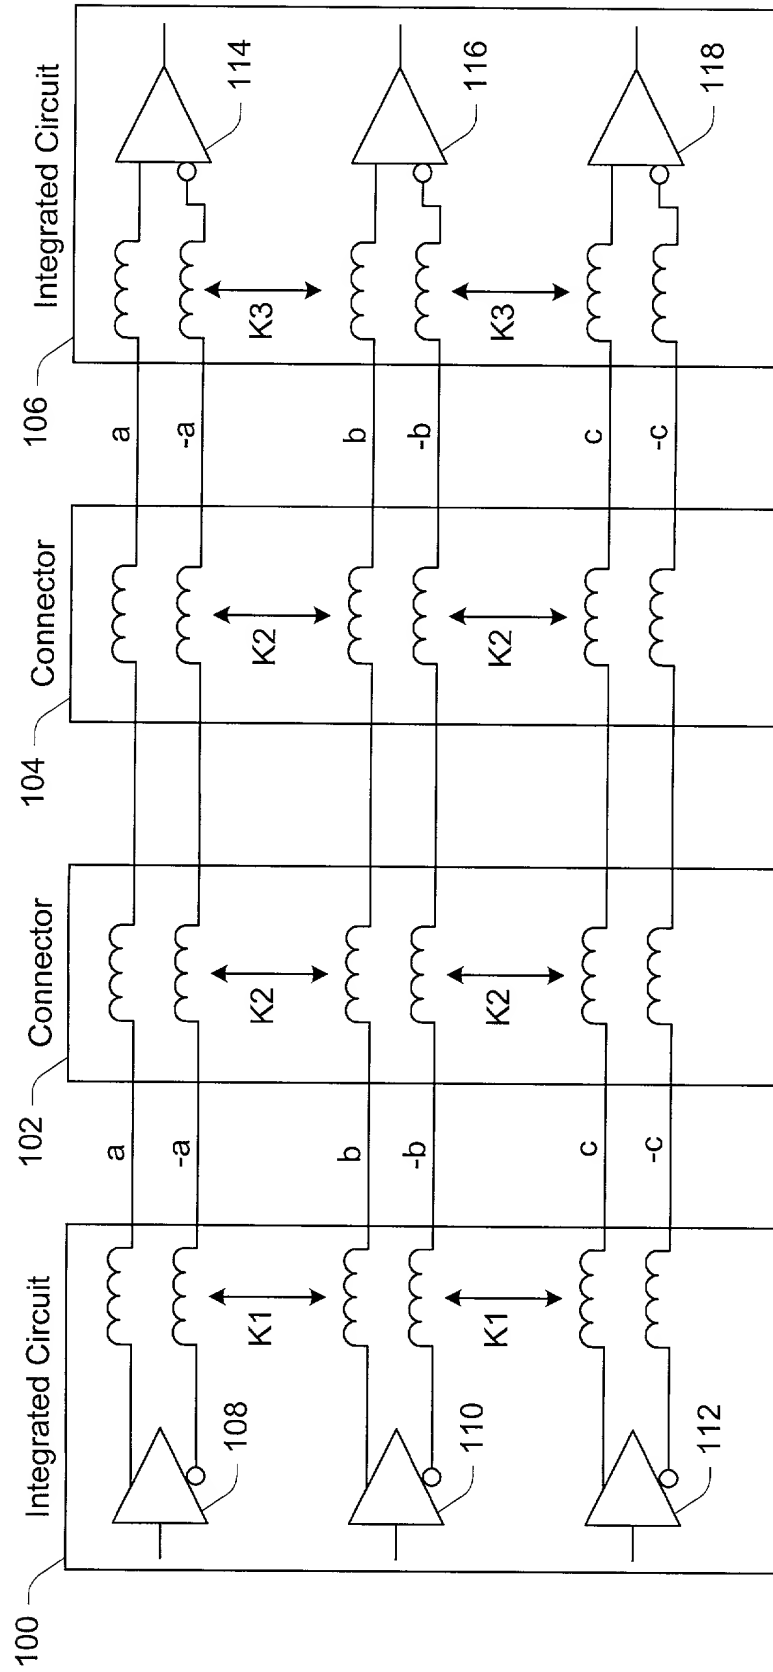 100
Integrated Circuit
102
Connector
104
Connector
106
Integrated Circuit
108
K1
a
-a
K2
K2
a
-a
K3
114
110
K1
b
-b
K2
K2
b
-b
K3
116
112
c
-c
c
-c
118